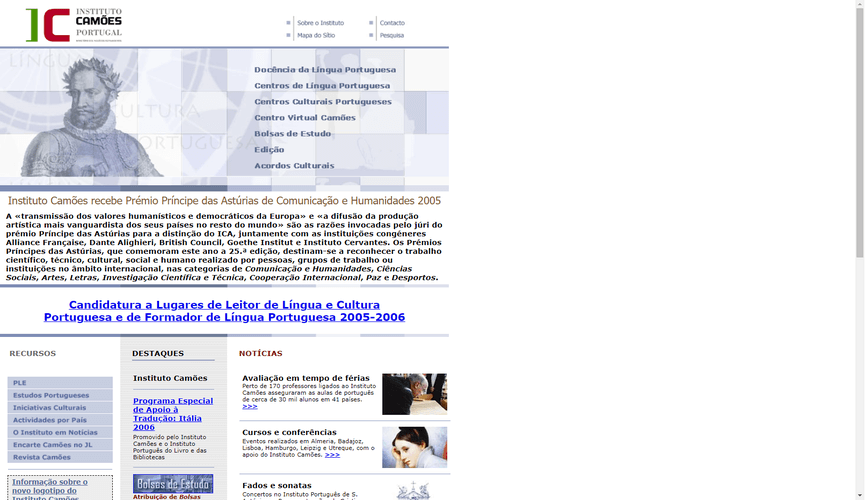 INSTITUTO
CAMÕES
PORTUGAL
Sobre o Instituto
Contacto
Mapa do Sítio
Pesquisa
LÍNGUA
CULTURA
PORTUGUESA
Docência da Língua Portuguesa
Centros de Língua Portuguesa
Centros Culturais Portugueses
Centro Virtual Camões
Bolsas de Estudo
Edição
Acordos Culturais
Instituto Camões recebe Prémio Príncipe das Astúrias de Comunicação e Humanidades 2005
A «transmissão dos valores humanísticos e democráticos da Europa» e «a difusão da produção
artística mais vanguardista dos seus países no resto do mundo» são as razões invocadas pelo júri do
prémio Príncipe das Astúrias para a distinção do ICA, juntamente com as instituições congéneres
Alliance Française, Dante Alighieri, British Council, Goethe Institut e Instituto Cervantes. Os Prémios
Príncipes das Astúrias, que comemoram este ano a 25.ª edição, destinam-se a reconhecer o trabalho
científico, técnico, cultural, social e humano realizado por pessoas, grupos de trabalho ou
instituições no âmbito internacional, nas categorias de Comunicação e Humanidades, Ciências
Sociais, Artes, Letras, Investigação Científica e Técnica, Cooperação Internacional, Paz e Desportos.
Candidatura a Lugares de Leitor de Língua e Cultura
Portuguesa e de Formador de Língua Portuguesa 2005-2006
RECURSOS
PLE
Estudos Portugueses
Iniciativas Culturais
Actividades por País
O Instituto em Notícias
Encarte Camões no JL
Revista Camões
Informação sobre o
novo logotipo do
Instituto Camões
DESTAQUES
Instituto Camões
Programa Especial
de Apoio à
Tradução: Itália
2006
Promovido pelo Instituto
Camões e o Instituto
Português do Livro e das
Bibliotecas
Bolsas de Estudo
Atribuição de Bolsas
NOTÍCIAS
Avaliação em tempo de férias
Perto de 170 professores ligados ao Instituto
Camões asseguraram as aulas de português
de cerca de 30 mil alunos em 41 países.
>>>
Cursos e conferências
Eventos realizados em Almeria, Badajoz,
Lisboa, Hamburgo, Leipzig e Utreque, com o
apoio do Instituto Camões. >>>
Fados e sonatas
Concertos no Instituto Português de S.